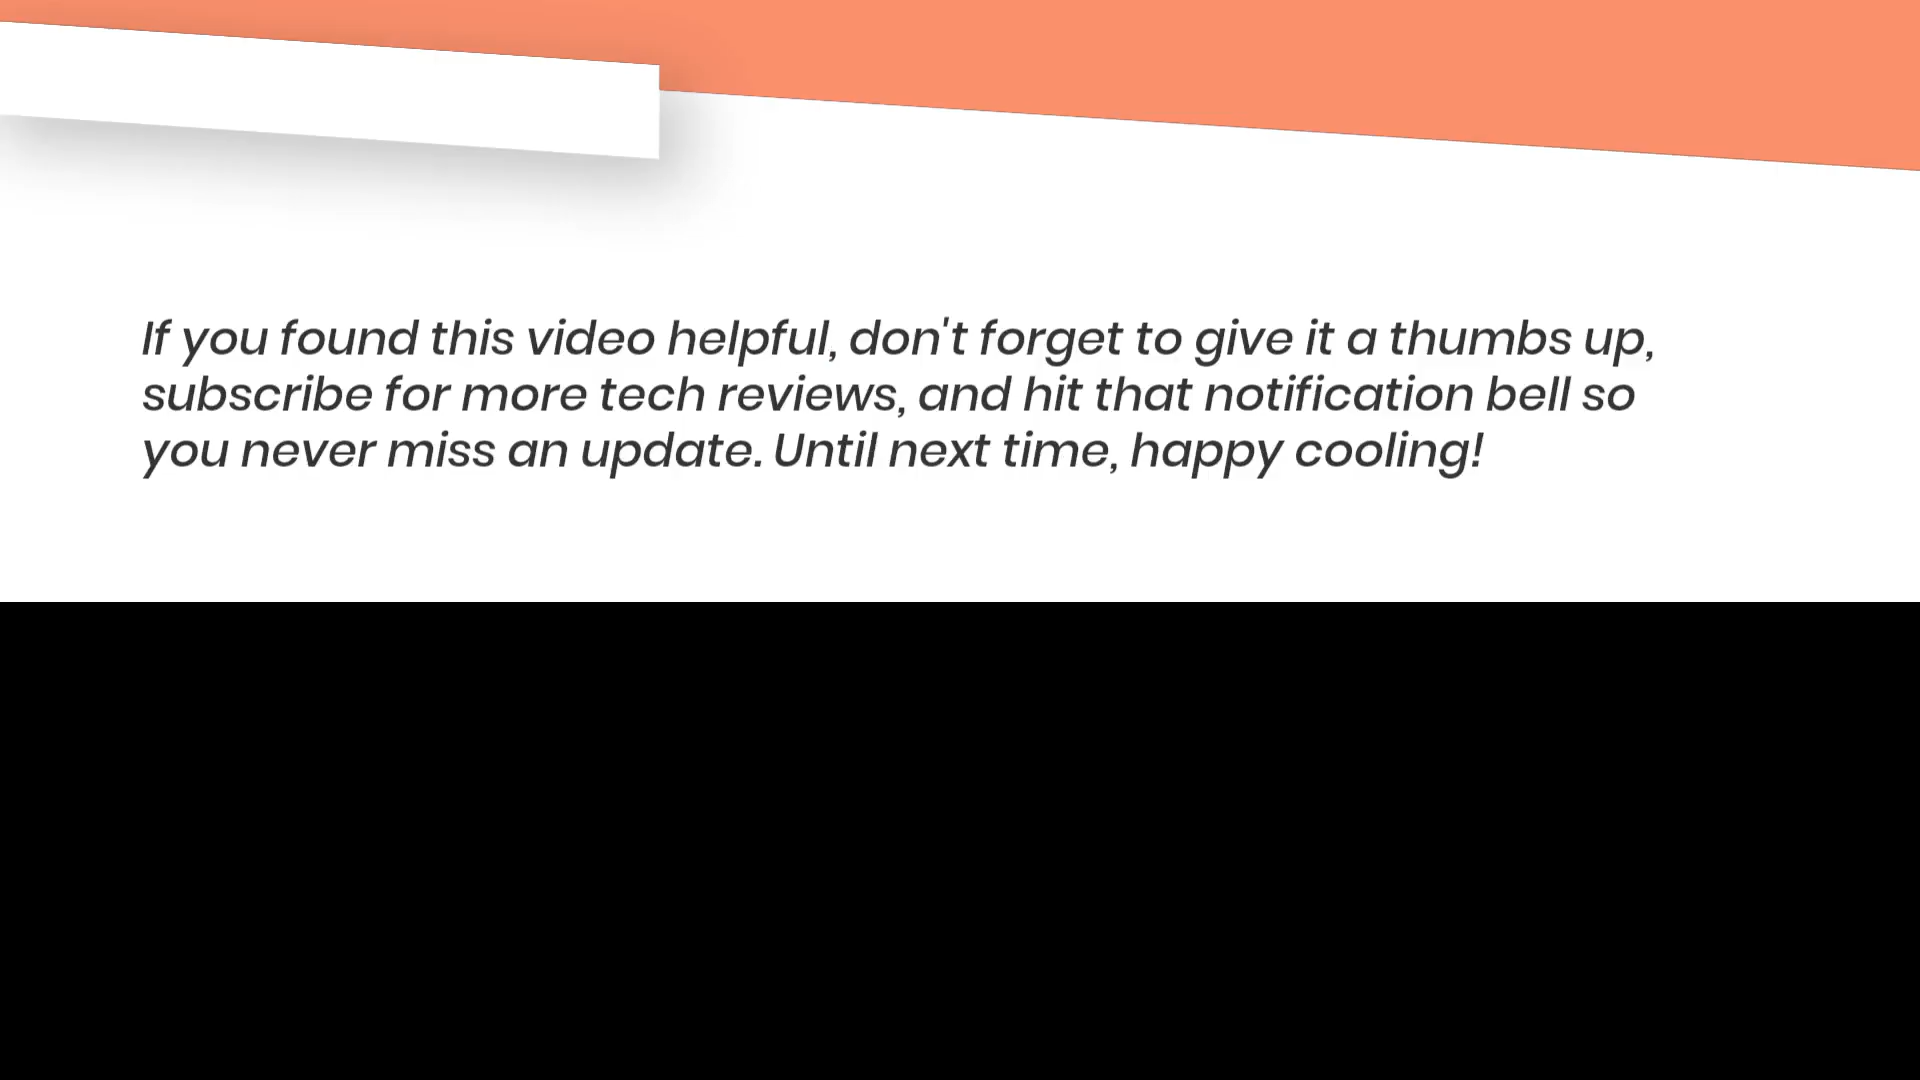 If you found this video helpful, don't forget to give it a thumbs up,
subscribe for more tech reviews, and hit that notification bell so
you never miss an update. Until next time, happy cooling!